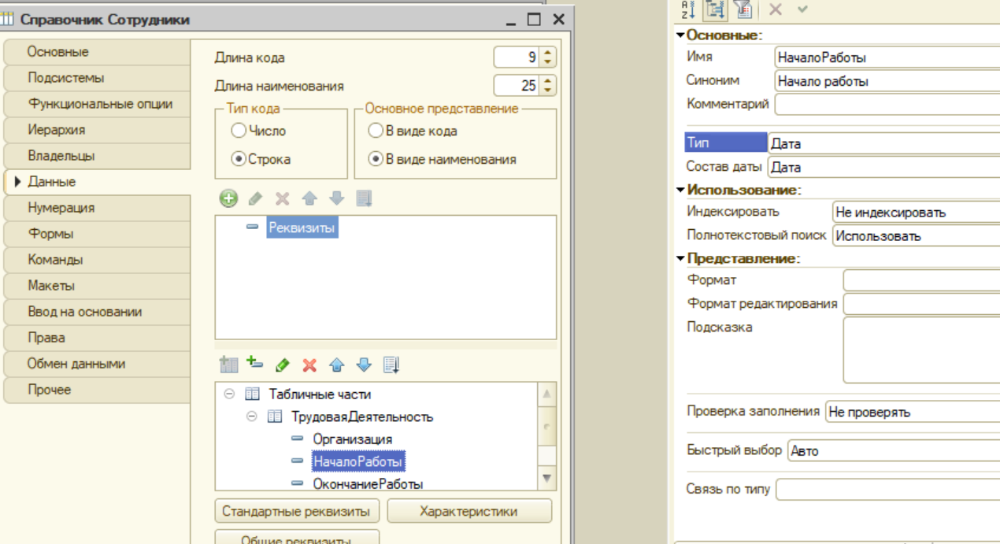 Справочник Сотрудники
Основные
Подсистемы
Функциональные опции
Иерархия
Владельцы
Данные
Нумерация
Формы
Команды
Макеты
Ввод на основании
Права
Обмен данными
Прочее
Длина кода 9
Длина наименования 25
Тип кода
Число
Строка
Основное представление
В виде кода
В виде наименования
Реквизиты
Табличные части
ТрудоваяДеятельность
Организация
НачалоРаботы
ОкончаниеРаботы
Стандартные реквизиты
Характеристики
Общие реквизиты
Основные:
Имя НачалоРаботы
Синоним Начало работы
Комментарий
Тип Дата
Состав даты Дата
Использование:
Индексировать Не индексировать
Полнотекстовый поиск Использовать
Представление:
Формат
Формат редактирования
Подсказка
Проверка заполнения Не проверять
Быстрый выбор Авто
Связь по типу